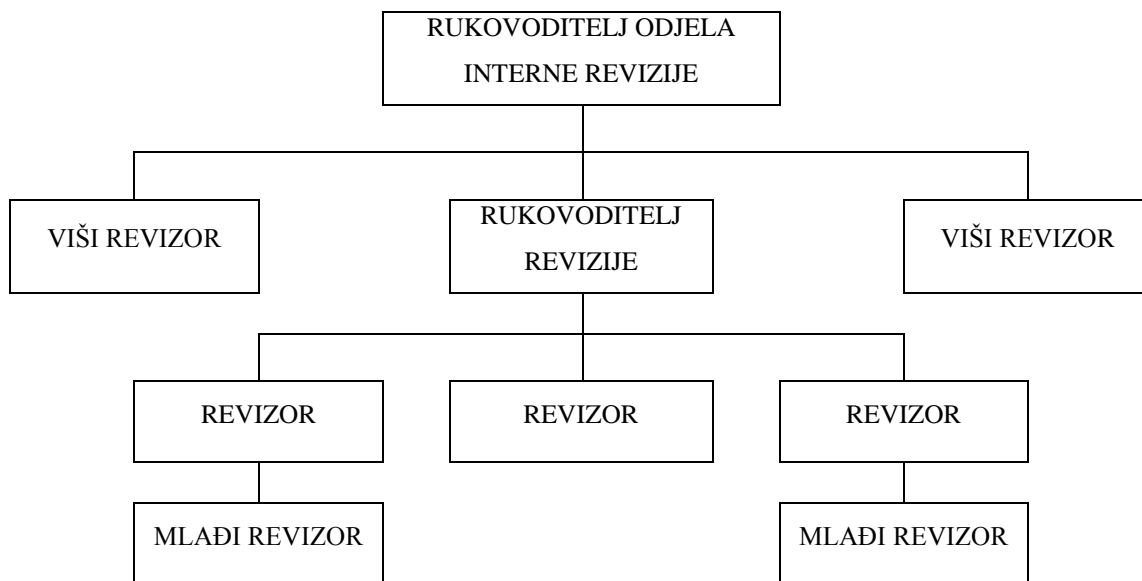 RUKOVODITELJ ODJELA
INTERNE REVIZIJE
VIŠI REVIZOR
RUKOVODITELJ
REVIZIJE
VIŠI REVIZOR
REVIZOR
REVIZOR
REVIZOR
MLAĐI REVIZOR
MLAĐI REVIZOR